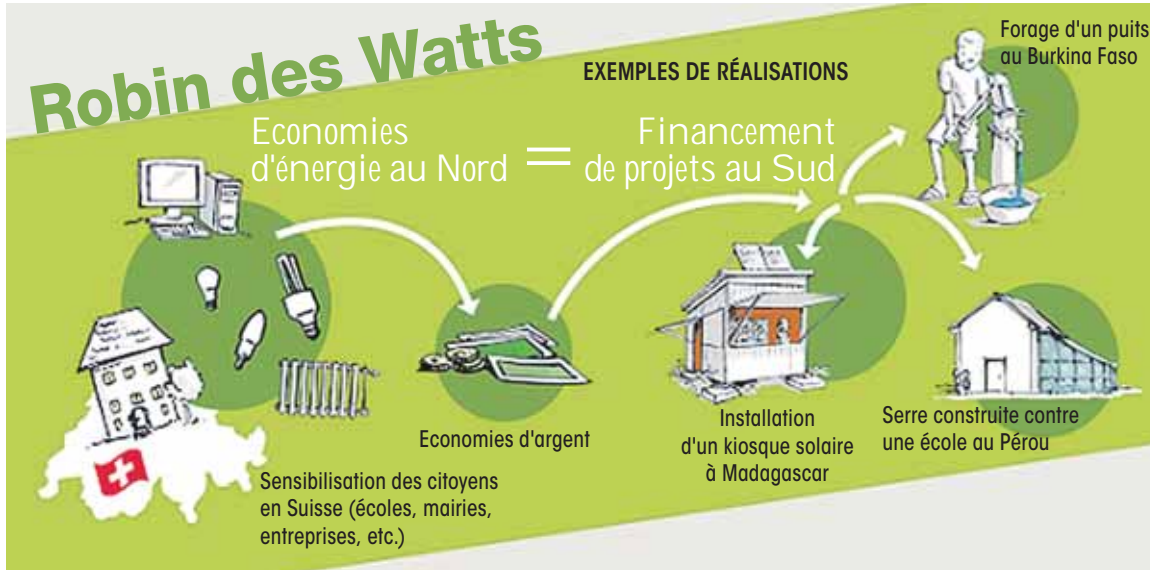 Robin des Watts
EXEMPLES DE RÉALISATIONS
Economies
d'énergie au Nord
=
Financement
de projets au Sud
Forage d'un puits
au Burkina Faso
Sensibilisation des citoyens
en Suisse (écoles, mairies,
entreprises, etc.)
Economies d'argent
Installation
d'un kiosque solaire
à Madagascar
Serre construite contre
une école au Pérou